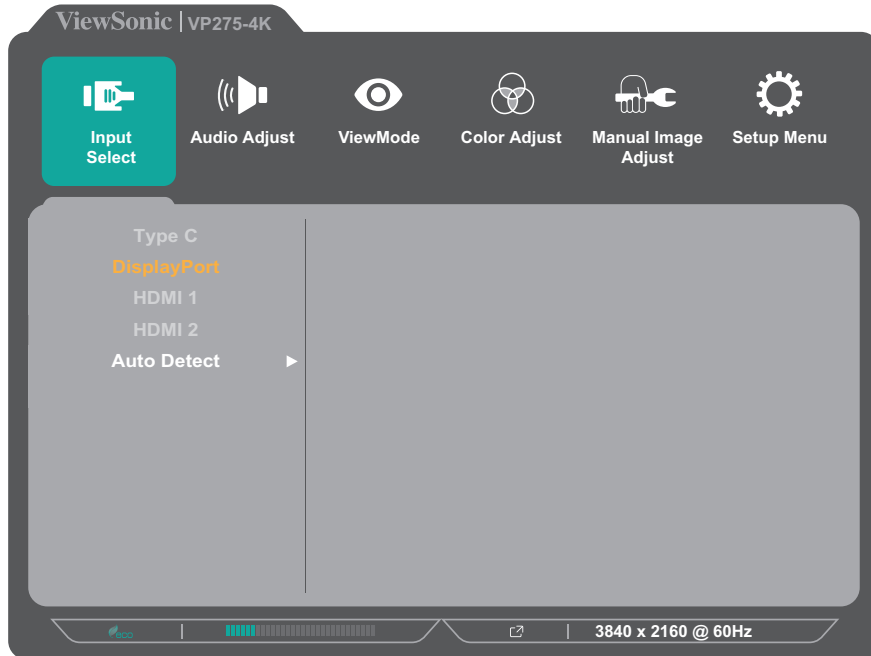 ViewSonic | VP275-4K
Input Select
Audio Adjust
ViewMode
Color Adjust
Manual Image Adjust
Setup Menu
Type C
DisplayPort
HDMI 1
HDMI 2
Auto Detect
eco
3840 x 2160 @ 60Hz